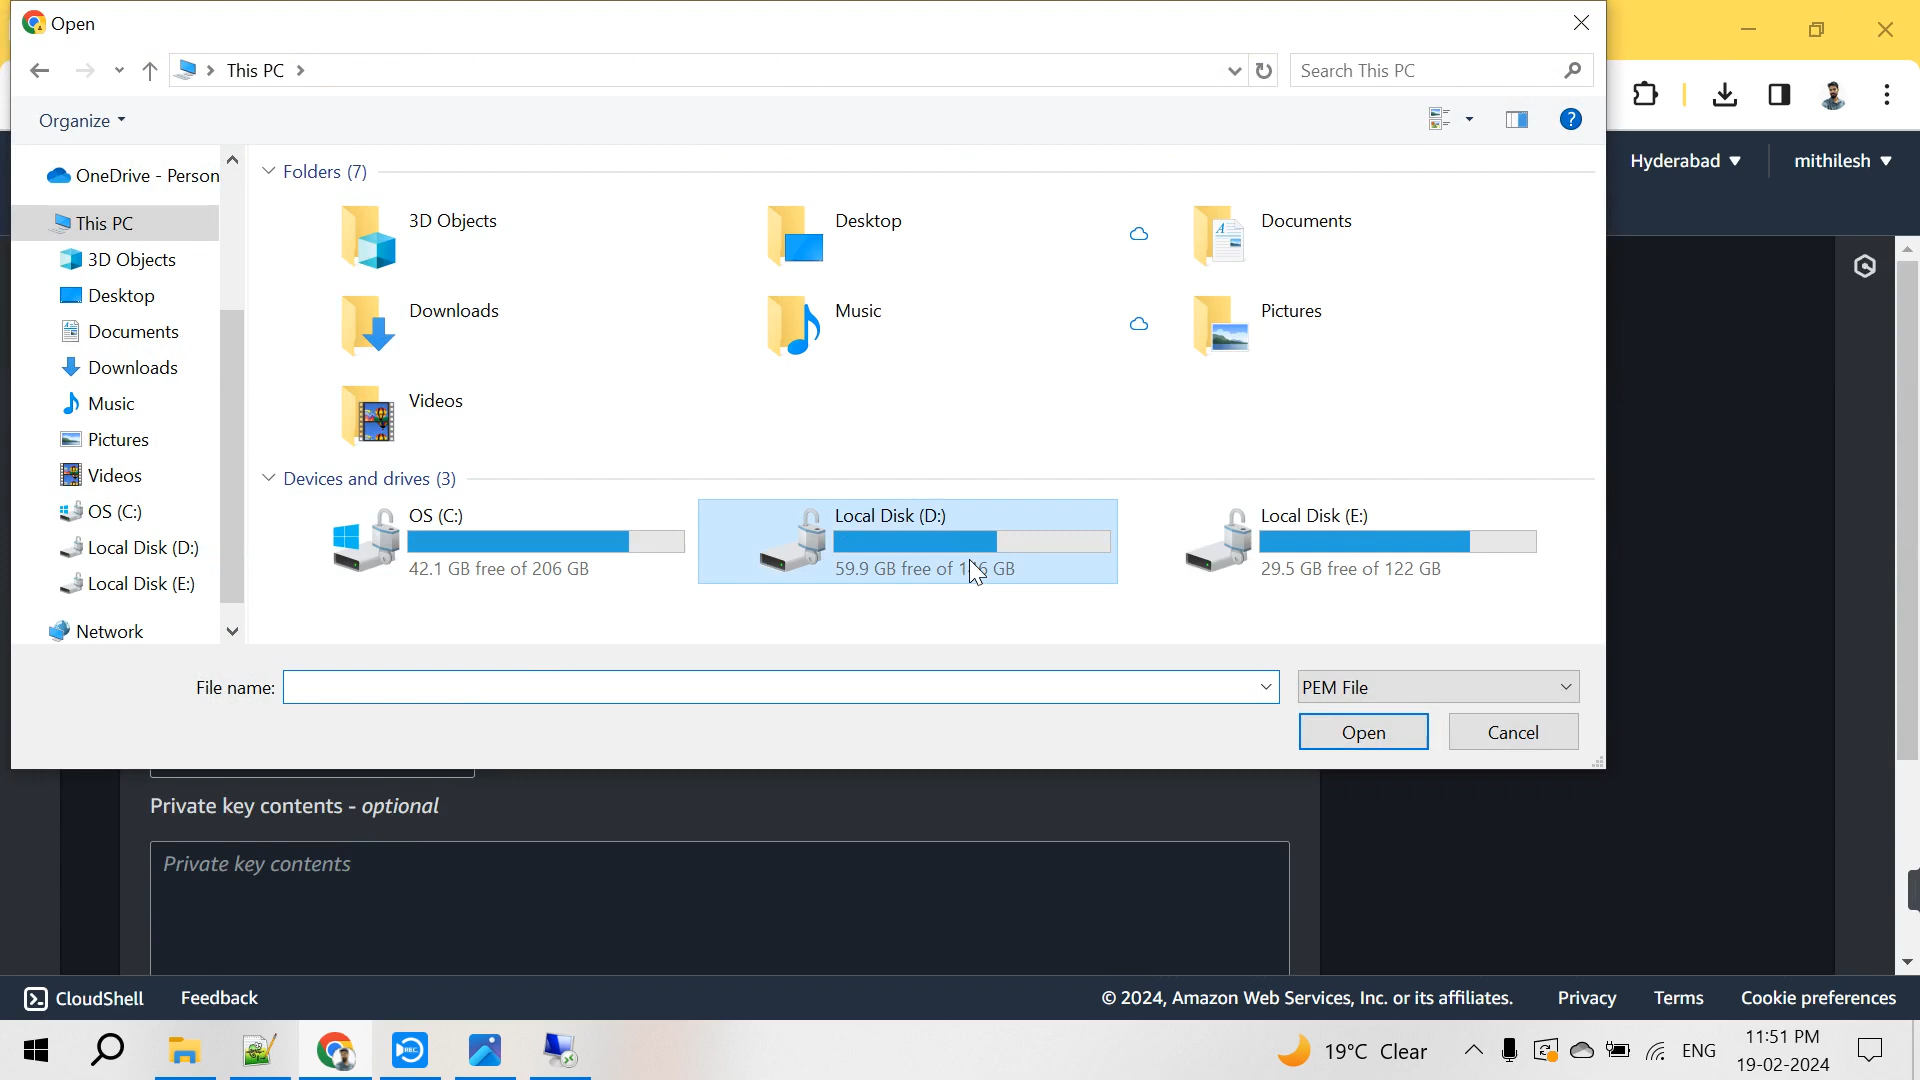 Open
This PC
Search This PC
Organize
Hyderabad
mithilesh
OneDrive - Person
This PC
3D Objects
Desktop
Documents
Downloads
Music
Pictures
Videos
OS (C:)
Local Disk (D:)
Local Disk (E:)
Network
Folders (7)
3D Objects
Desktop
Documents
Downloads
Music
Pictures
Videos
Devices and drives (3)
OS (C:)
42.1 GB free of 206 GB
Local Disk (D:)
59.9 GB free of GB
Local Disk (E:)
29.5 GB free of 122 GB
File name:
PEM File
Open
Cancel
Private key contents - optional
Private key contents
CloudShell
Feedback
© 2024, Amazon Web Services, Inc. or its affiliates.
Privacy
Terms
Cookie preferences
REC
19°C Clear
ENG
11:51 PM
19-02-2024